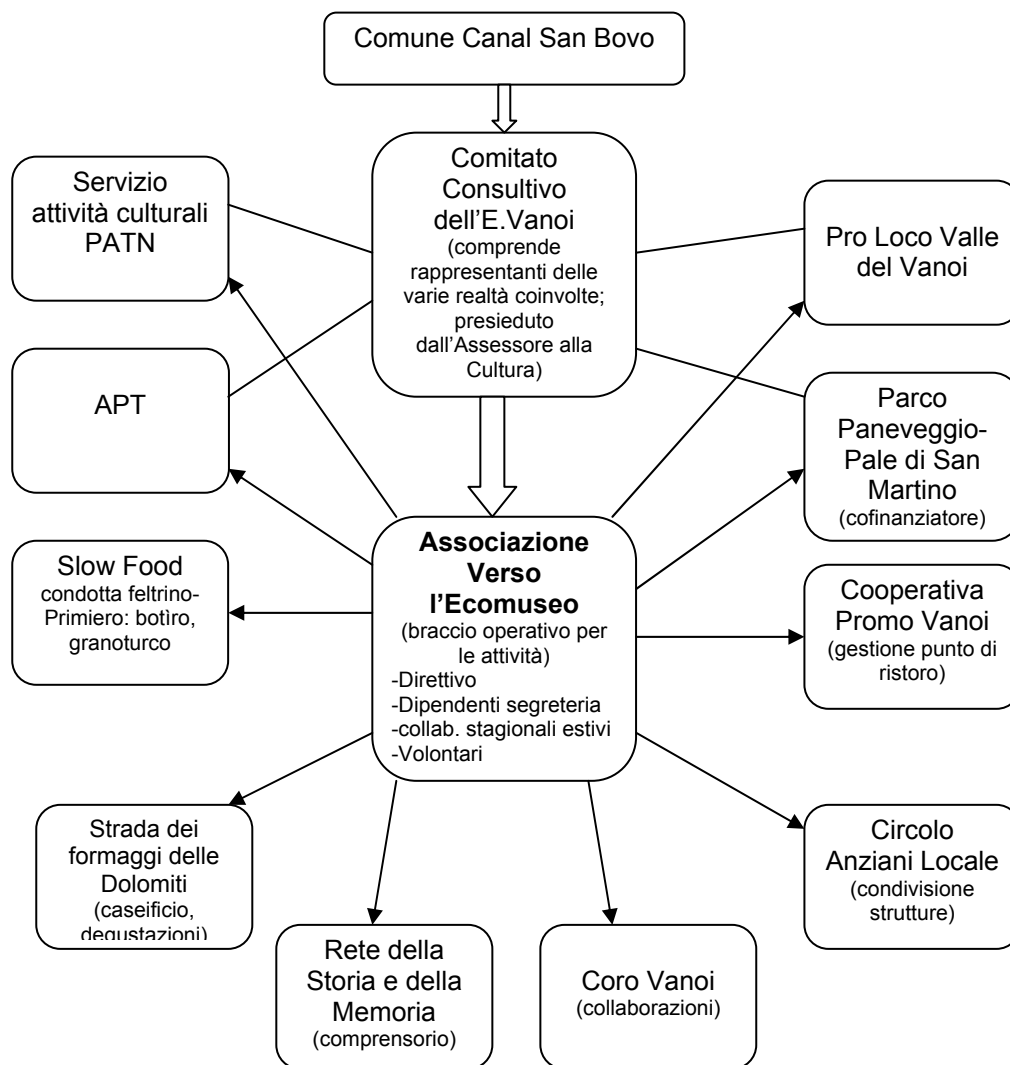 Comune Canal San Bovo
Comitato
Consultivo
dell'E.Vanoi
(comprende
rappresentanti delle
varie realtà coinvolte;
presieduto
dall'Assessore alla
Cultura)
Servizio
attività culturali
PATN
Pro Loco Valle
del Vanoi
APT
Parco
Paneveggio-
Pale di San
Martino
(cofinanziatore)
Associazione
Verso
l'Ecomuseo
(braccio operativo per
le attività)
-Direttivo
-Dipendenti segreteria
-collab. stagionali estivi
-Volontari
Slow Food
condotta feltrino-
Primiero: botìro,
granoturco
Cooperativa
Promo Vanoi
(gestione punto di
ristoro)
Strada dei
formaggi delle
Dolomiti
(caseificio,
degustazioni)
Circolo
Anziani Locale
(condivisione
strutture)
Rete della
Storia e della
Memoria
(comprensorio)
Coro Vanoi
(collaborazioni)